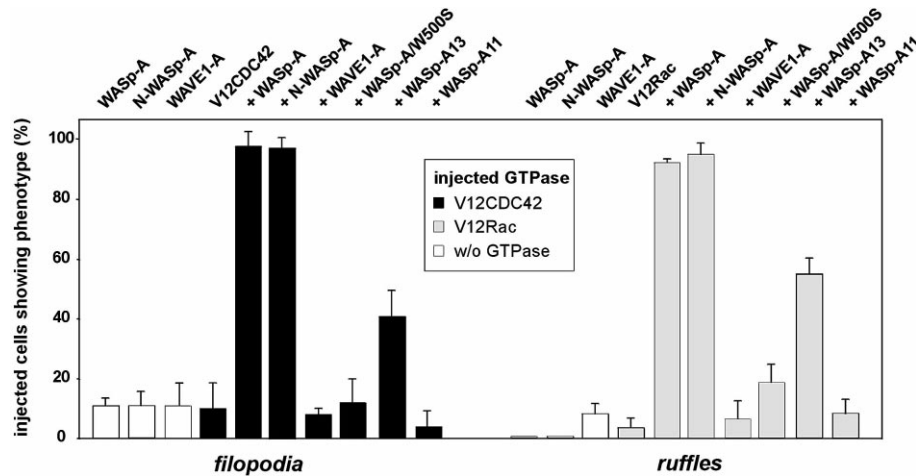 WASp-A
N-WASp-A
WAVE1-A
V12CDC42
+ WASp-A
+ N-WASp-A
+ WAVE1-A
+ WASp-A/W500S
+ WASp-A13
+ WASp-A11
WASp-A
N-WASp-A
WAVE1-A
V12Rac
+ WASp-A
+ N-WASp-A
+ WAVE1-A
+ WASp-A/W500S
+ WASp-A13
+ WASp-A11
injected cells showing phenotype (%)
100
80
60
40
20
0
injected GTPase
V12CDC42
V12Rac
w/o GTPase
filopodia
ruffles